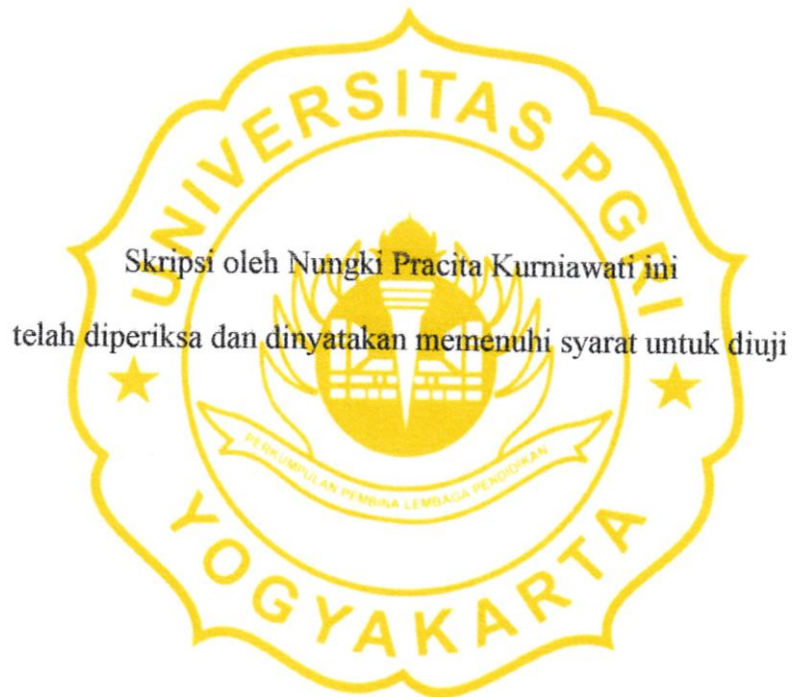 UNIVERSITAS PGRI
Skripsi oleh Nungki Pracita Kurniawati ini
telah diperiksa dan dinyatakan memenuhi syarat untuk diuji
PERKUMPULAN PEMBINA LEMBAGA PENDIDIKAN
YOGYAKARTA